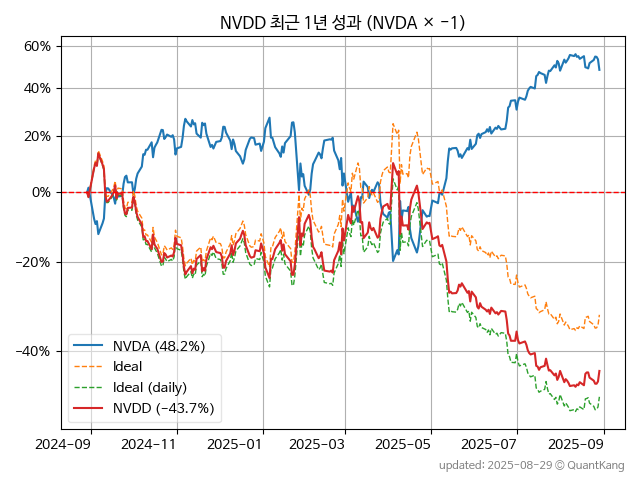 NVDD 최근 1년 성과 (NVDA × −1)
60%
40%
20%
0%
−20%
−40%
NVDA (48.2%)
Ideal
Ideal (daily)
NVDD (−43.7%)
2024-09
2024-11
2025-01
2025-03
2025-05
2025-07
2025-09
updated: 2025-08-29 © QuantKang